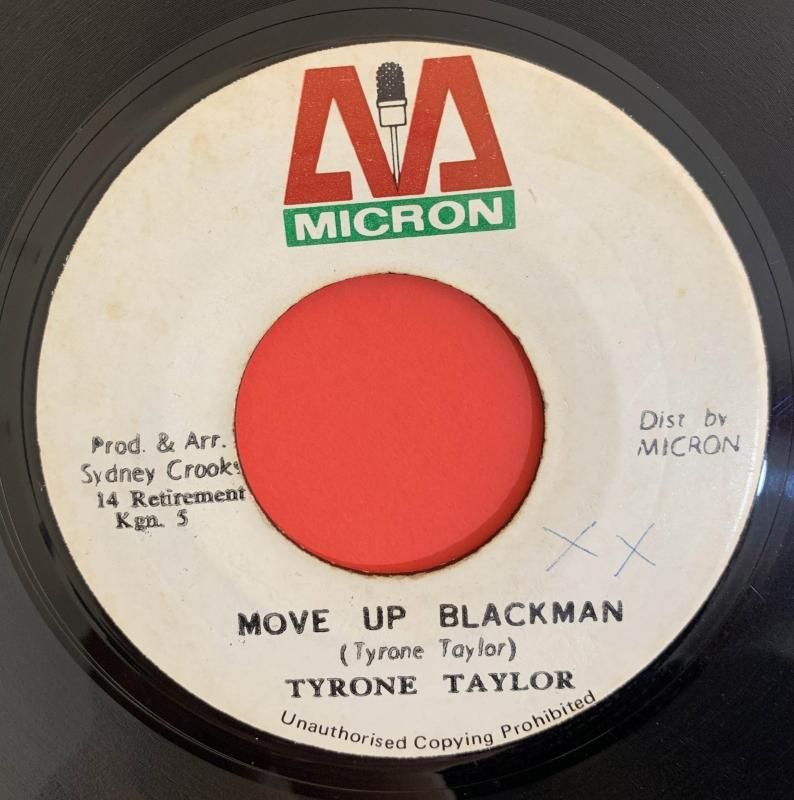 MICRON
Prod. & Arr.
Sydney Crooks
14 Retirement
Kgn. 5
Dist by
MICRON
X X
MOVE UP BLACKMAN
(Tyrone Taylor)
TYRONE TAYLOR
Unauthorised Copying Prohibited